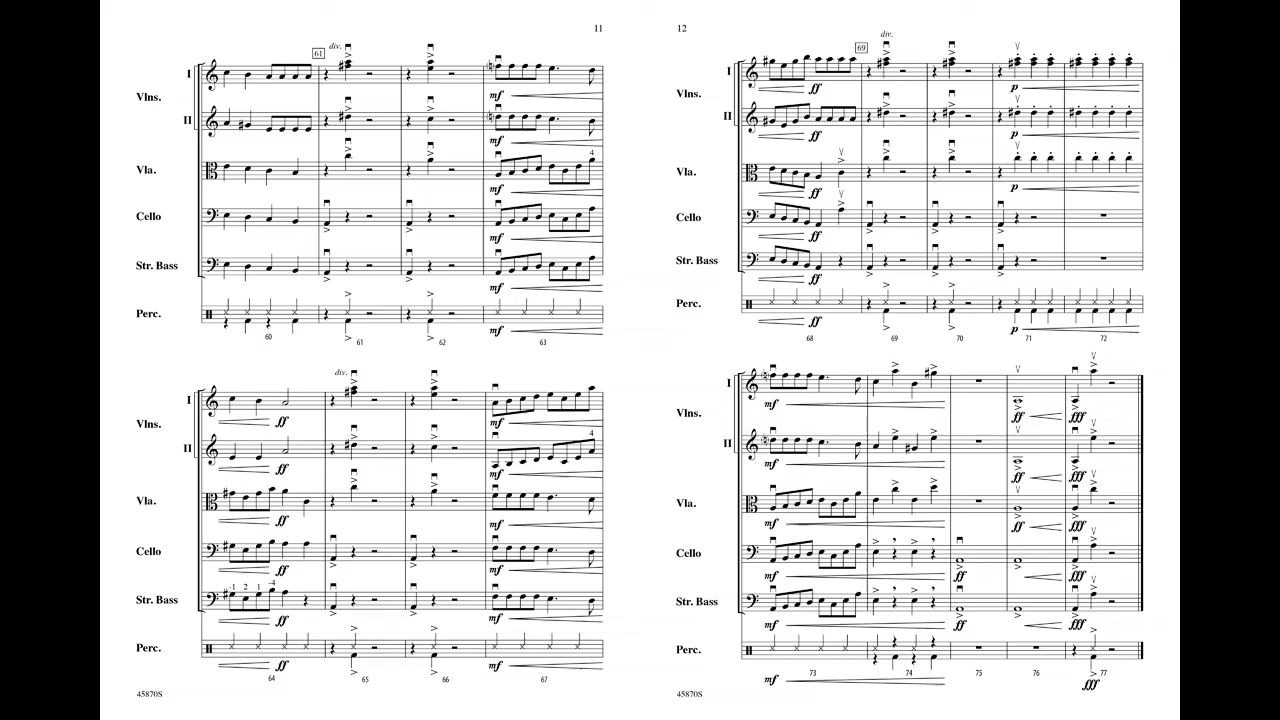 11
61
div.
I
Vlns.
II
mf
mf
Vla.
4
mf
Cello
mf
Str. Bass
mf
Perc.
mf
60 61 62 63
div.
I
Vlns.
ff
mf
II
4
ff
mf
Vla.
ff
mf
Cello
ff
mf
-1 2 1 -4
Str. Bass
ff
mf
Perc.
ff
mf
64 65 66 67
45870S
12
69
div.
I
Vlns.
ff
p
II
ff
p
Vla.
ff
p
Cello
ff
Str. Bass
ff
Perc.
ff
p
68 69 70 71 72
I
Vlns.
mf
ff
fff
II
mf
ff
fff
Vla.
mf
ff
fff
Cello
mf
ff
ff
fff
Str. Bass
mf
ff
ff
fff
Perc.
mf
fff
73 74 75 76 77
45870S